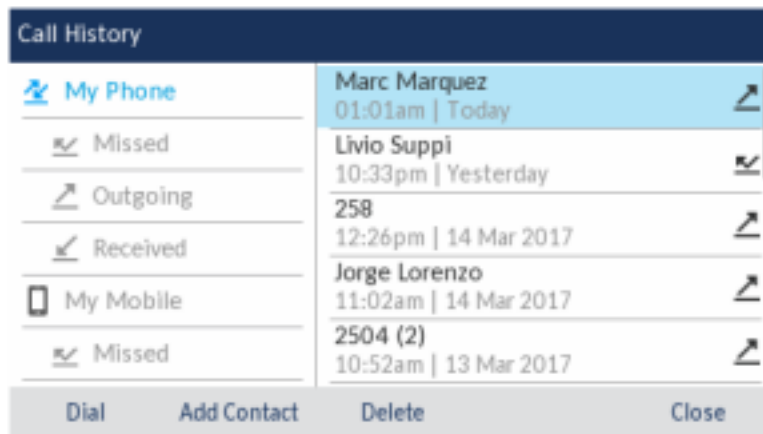 Call History
My Phone
Missed
Outgoing
Received
My Mobile
Missed
Marc Marquez
01:01am | Today
Livio Suppi
10:33pm | Yesterday
258
12:26pm | 14 Mar 2017
Jorge Lorenzo
11:02am | 14 Mar 2017
2504 (2)
10:52am | 13 Mar 2017
Dial Add Contact Delete Close